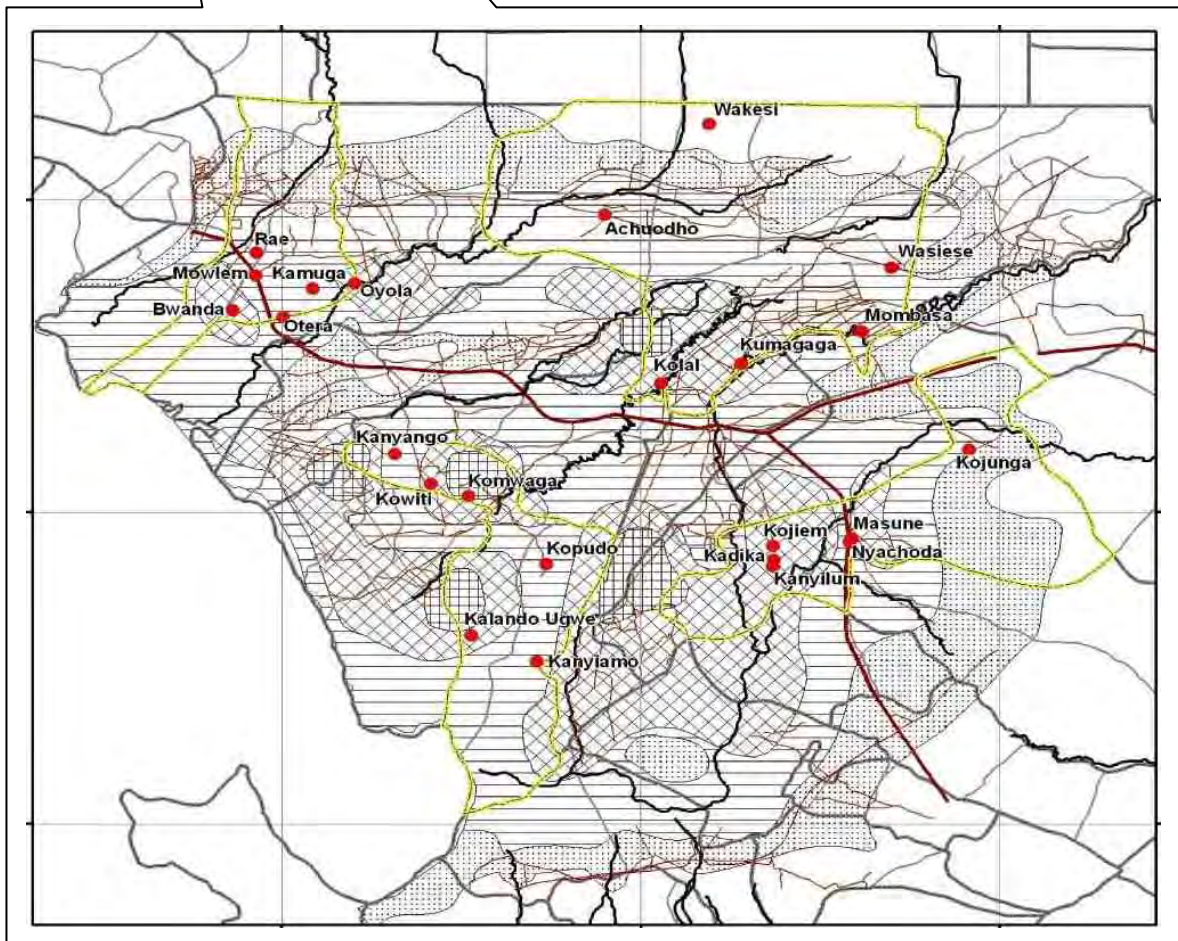 Wakesi
Achuodho
Rae
Wasiese
Mowlem
Kamuga
Oyola
Bwanda
Otera
Mombasa
Kumagaga
Kolal
Kanyango
Kojunga
Kowiti
Komwaga
Kojiem
Masune
Kopudo
Kadika
Nyachoda
Kanyilum
Kalando Ugwe
Kanyiamo